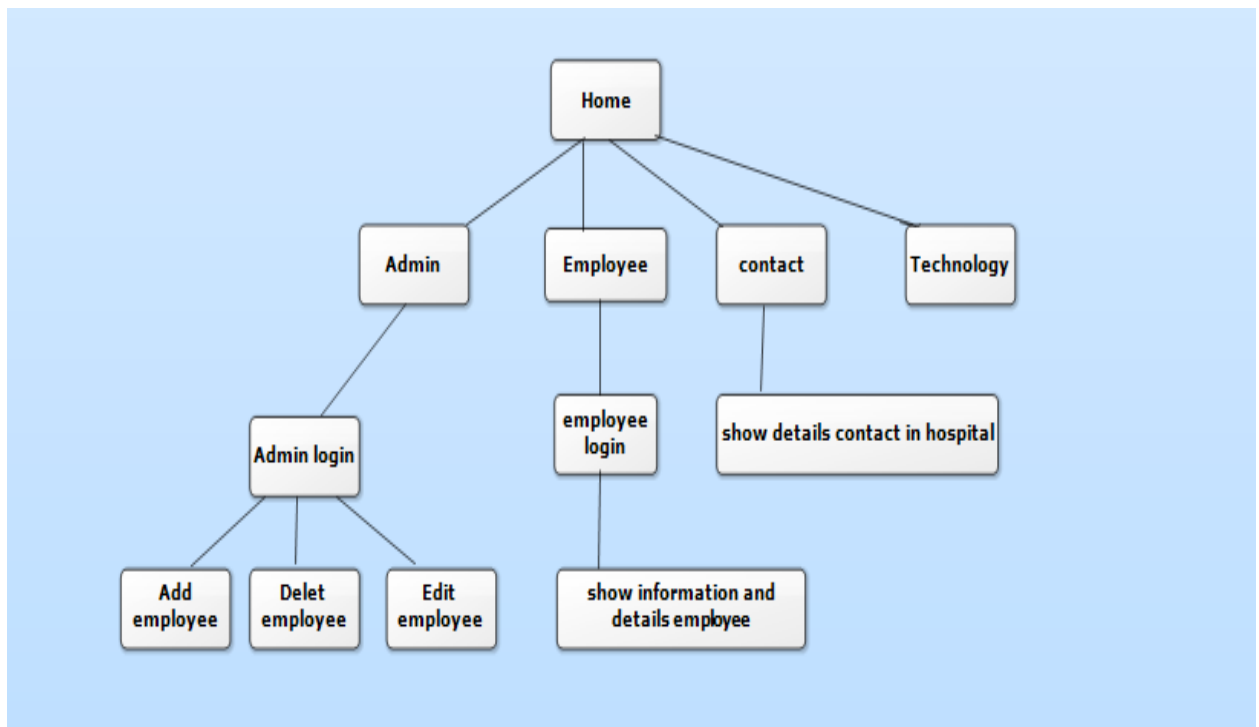 Home
Admin
Employee
contact
Technology
employee
login
show details contact in hospital
Admin login
Add
employee
Delet
employee
Edit
employee
show information and
details employee